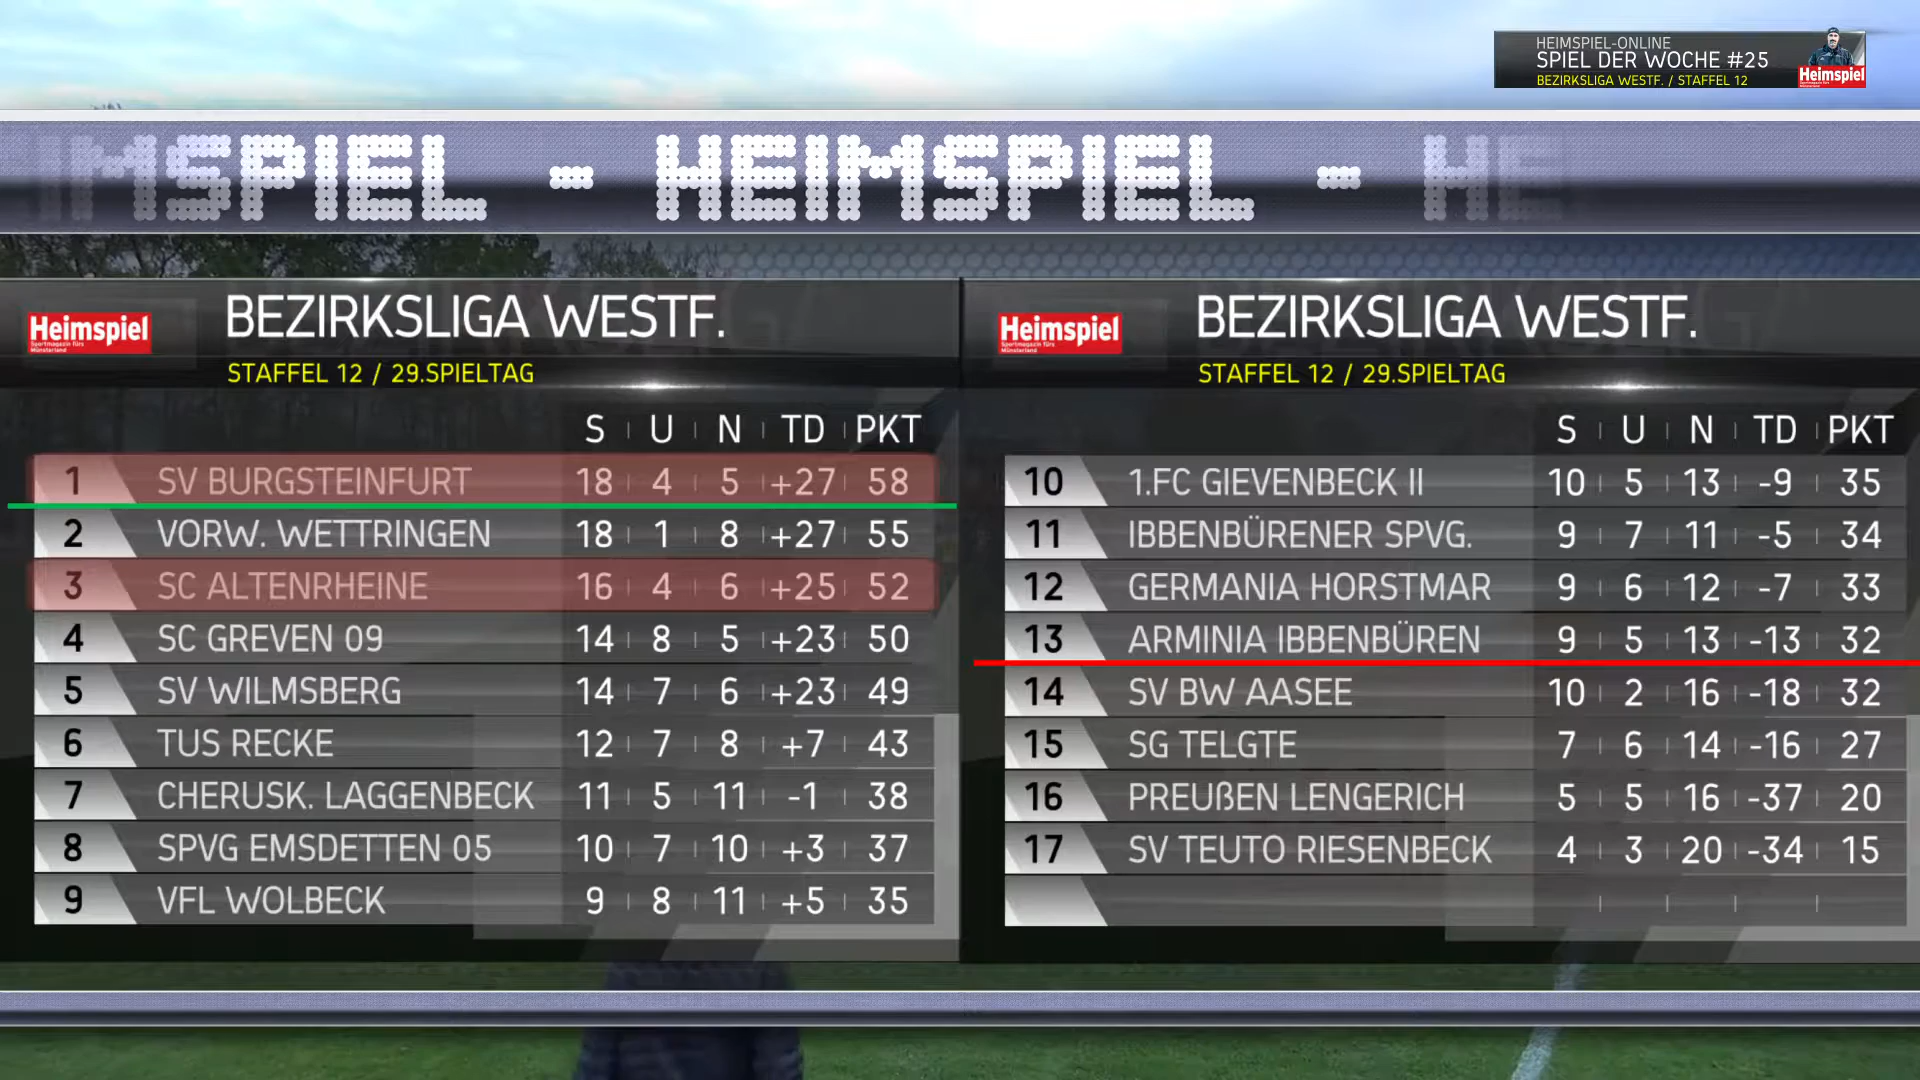 HEIMSPIEL-ONLINE
SPIEL DER WOCHE #25
BEZIRKSLIGA WESTF. / STAFFEL 12
Heimspiel
IMSPIEL - HEIMSPIEL - HE
Heimspiel
Sportmagazin fürs
Münsterland
BEZIRKSLIGA WESTF.
STAFFEL 12 / 29.SPIELTAG
S U N TD PKT
1 SV BURGSTEINFURT 18 4 5 +27 58
2 VORW. WETTRINGEN 18 1 8 +27 55
3 SC ALTENRHEINE 16 4 6 +25 52
4 SC GREVEN 09 14 8 5 +23 50
5 SV WILMSBERG 14 7 6 +23 49
6 TUS RECKE 12 7 8 +7 43
7 CHERUSK. LAGGENBECK 11 5 11 -1 38
8 SPVG EMSDETTEN 05 10 7 10 +3 37
9 VFL WOLBECK 9 8 11 +5 35
Heimspiel
Sportmagazin fürs
Münsterland
BEZIRKSLIGA WESTF.
STAFFEL 12 / 29.SPIELTAG
S U N TD PKT
10 1.FC GIEVENBECK II 10 5 13 -9 35
11 IBBENBÜRENER SPVG. 9 7 11 -5 34
12 GERMANIA HORSTMAR 9 6 12 -7 33
13 ARMINIA IBBENBÜREN 9 5 13 -13 32
14 SV BW AASEE 10 2 16 -18 32
15 SG TELGTE 7 6 14 -16 27
16 PREUßEN LENGERICH 5 5 16 -37 20
17 SV TEUTO RIESENBECK 4 3 20 -34 15